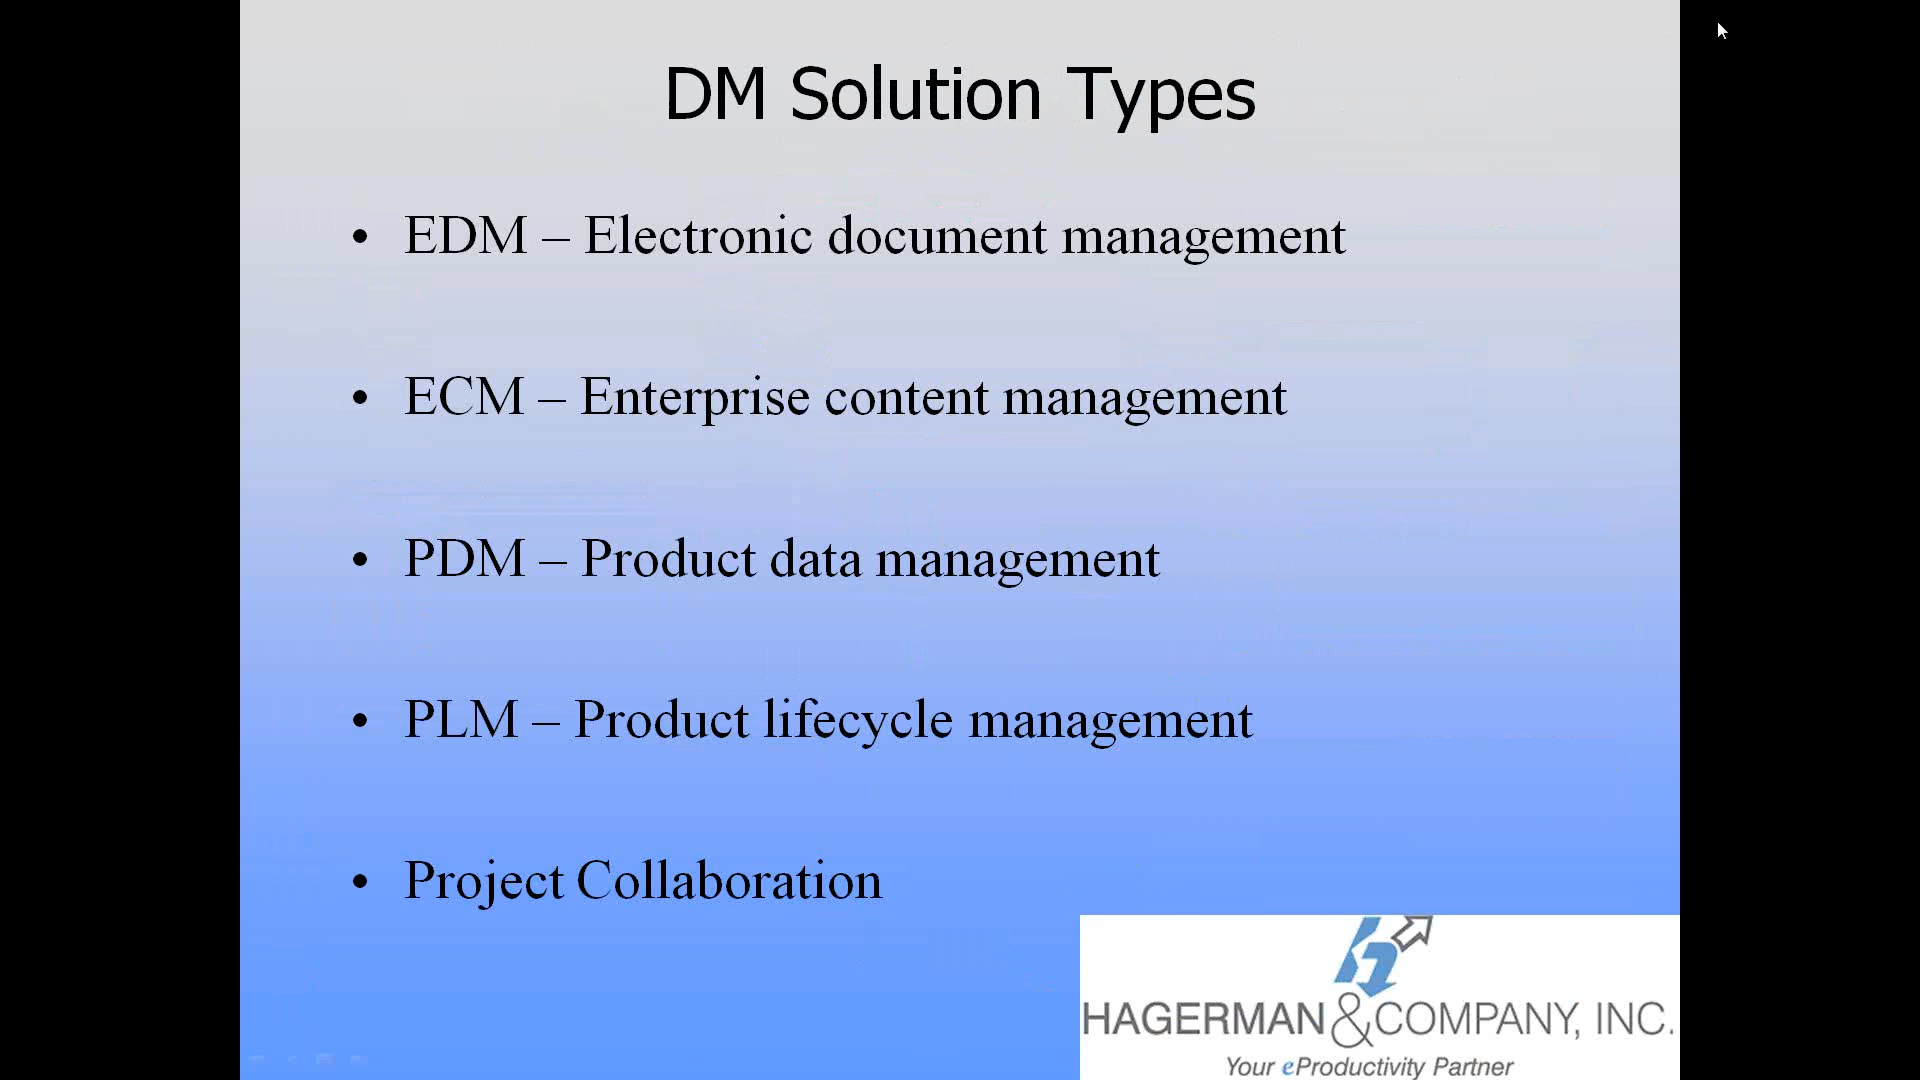 DM Solution Types
• EDM – Electronic document management
• ECM – Enterprise content management
• PDM – Product data management
• PLM – Product lifecycle management
• Project Collaboration
HAGERMAN & COMPANY, INC.
Your eProductivity Partner